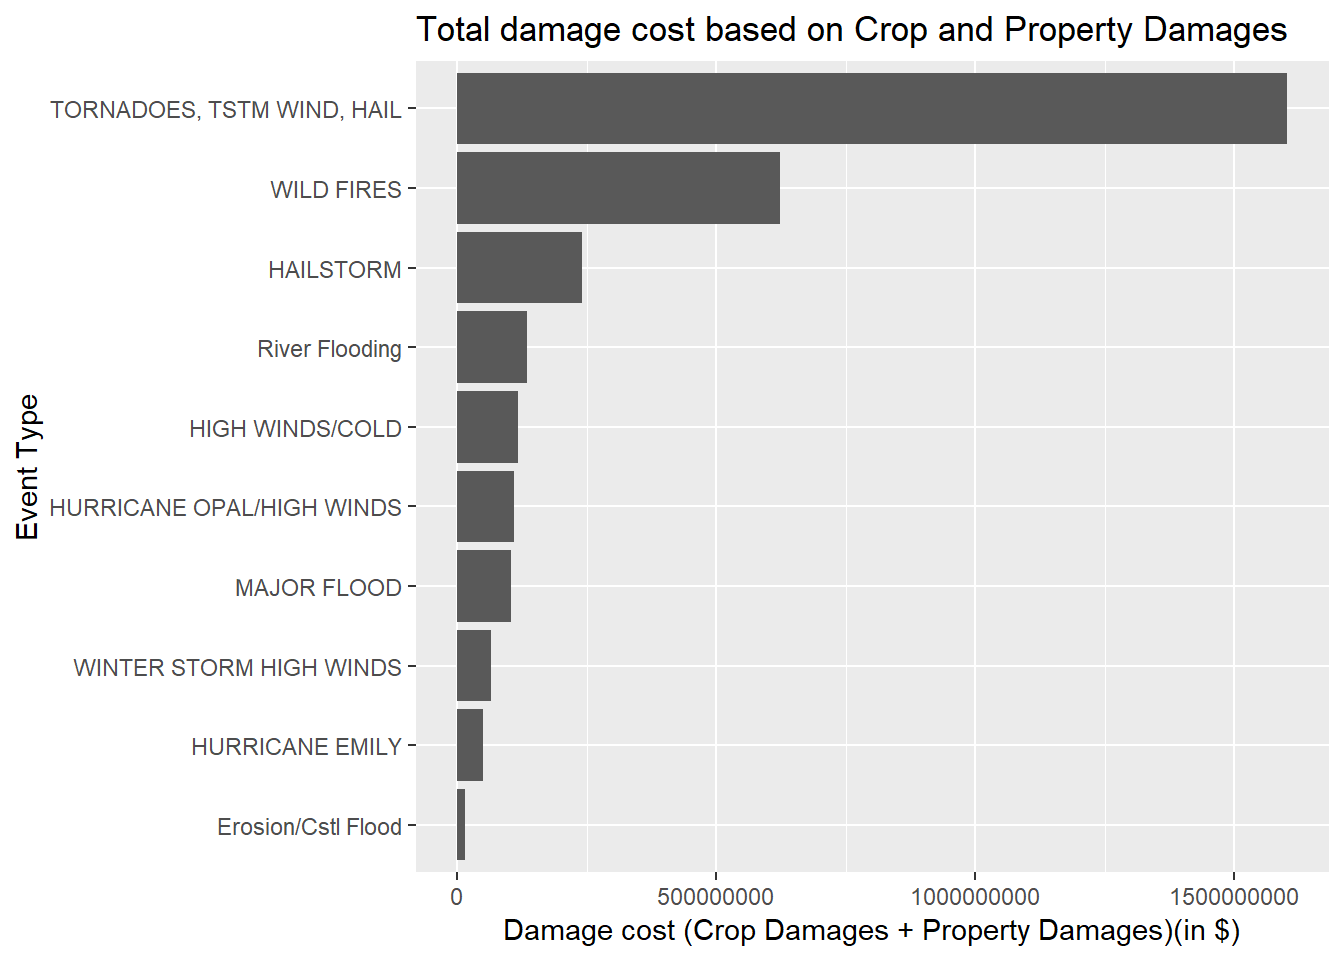 Total damage cost based on Crop and Property Damages
TORNADOES, TSTM WIND, HAIL
WILD FIRES
HAILSTORM
River Flooding
HIGH WINDS/COLD
HURRICANE OPAL/HIGH WINDS
MAJOR FLOOD
WINTER STORM HIGH WINDS
HURRICANE EMILY
Erosion/Cstl Flood
Event Type
0 500000000 1000000000 1500000000
Damage cost (Crop Damages + Property Damages)(in $)